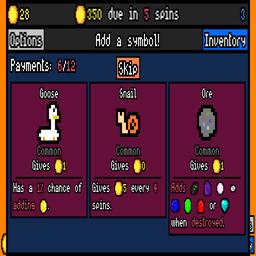 28 350 due in 5 spins 3
Options Add a symbol! Inventory
Payments: 6/12 Skip
Goose Snail Ore
Common Common Common
Gives 1 Gives 0 Gives 1
Has a 1% chance of adding .
Gives 5 every 4 spins.
Adds
or
when destroyed.